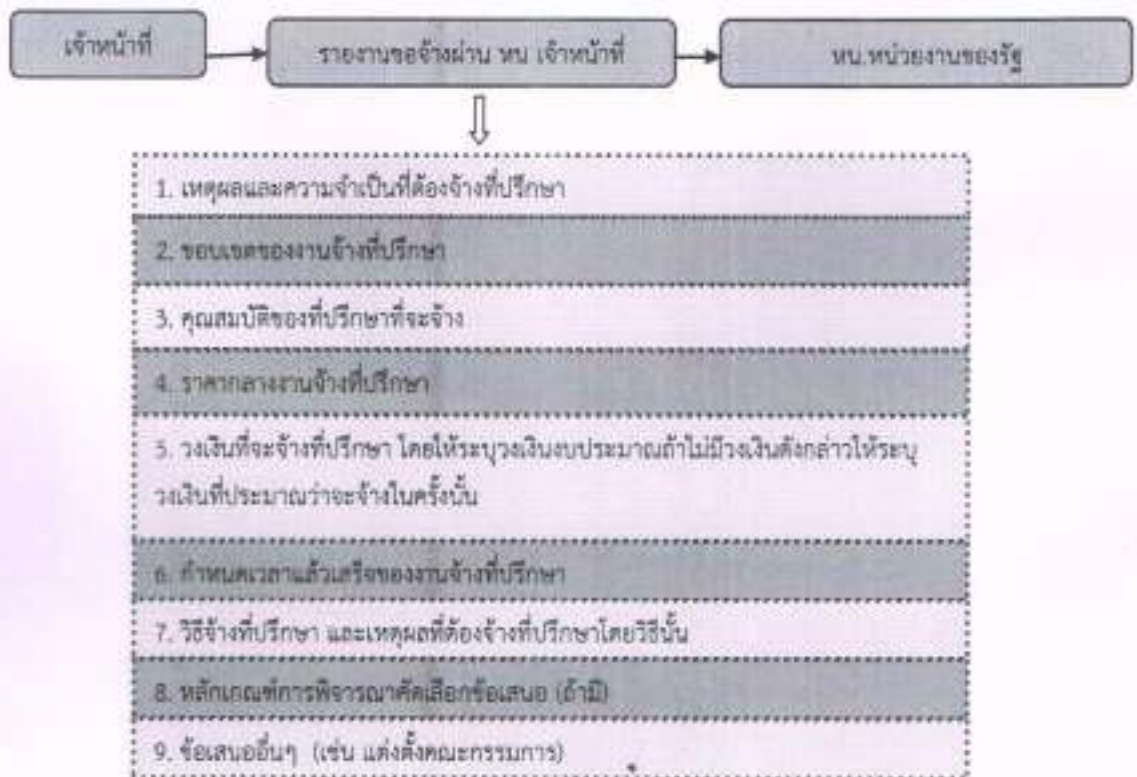 เจ้าหน้าที่
รายงานขอจ้างผ่าน หน เจ้าหน้าที่
หน.หน่วยงานของรัฐ
1. เหตุผลและความจำเป็นที่ต้องจ้างที่ปรึกษา
2. ขอบเขตของงานจ้างที่ปรึกษา
3. คุณสมบัติของที่ปรึกษาที่จะจ้าง
4. ราคากลางงานจ้างที่ปรึกษา
5. วงเงินที่จะจ้างที่ปรึกษา โดยให้ระบุวงเงินงบประมาณถ้าไม่มีวงเงินดังกล่าวให้ระบุ
วงเงินที่ประมาณว่าจะจ้างในครั้งนั้น
6. กำหนดเวลาแล้วเสร็จของงานจ้างที่ปรึกษา
7. วิธีจ้างที่ปรึกษา และเหตุผลที่ต้องจ้างที่ปรึกษาโดยวิธีนั้น
8. หลักเกณฑ์การพิจารณาคัดเลือกข้อเสนอ (ถ้ามี)
9. ข้อเสนออื่นๆ (เช่น แต่งตั้งคณะกรรมการ)